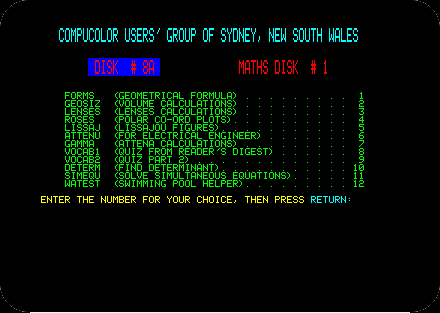 COMPUCOLOR USERS' GROUP OF SYDNEY, NEW SOUTH WALES
DISK # 8A MATHS DISK # 1
FORMS (GEOMETRICAL FORMULA) . . . . . . . . . . 1
GEOSIZ (VOLUME CALCULATIONS) . . . . . . . . . . 2
LENSES (LENSES CALCULATIONS) . . . . . . . . . . 3
ROSES (POLAR CO-ORD PLOTS) . . . . . . . . . . 4
LISSAJ (LISSAJOU FIGURES) . . . . . . . . . . 5
ATTENU (FOR ELECTRICAL ENGINEER) . . . . . . . . 6
GAMMA (ATTENA CALCULATIONS) . . . . . . . . . . 7
VOCAB1 (QUIZ FROM READER'S DIGEST) . . . . . . . 8
VOCAB2 (QUIZ PART 2) . . . . . . . . . . . . . 9
DETERM (FIND DETERMINANT) . . . . . . . . . . 10
SIMEQU (SOLVE SIMULTANEOUS EQUATIONS) . . . . . 11
WATEST (SWIMMING POOL HELPER) . . . . . . . . . 12
ENTER THE NUMBER FOR YOUR CHOICE, THEN PRESS RETURN: